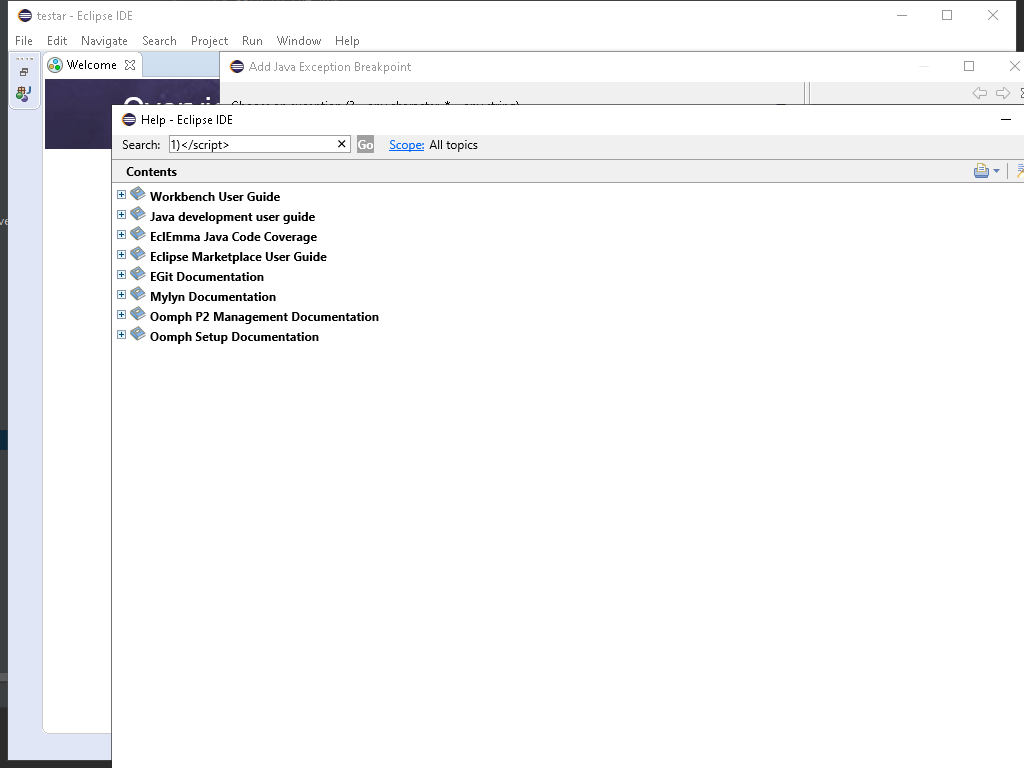 testar - Eclipse IDE
File Edit Navigate Search Project Run Window Help
Welcome
Add Java Exception Breakpoint
Help - Eclipse IDE
Search: 1)</script> Go Scope: All topics
Contents
Workbench User Guide
Java development user guide
EclEmma Java Code Coverage
Eclipse Marketplace User Guide
EGit Documentation
Mylyn Documentation
Oomph P2 Management Documentation
Oomph Setup Documentation